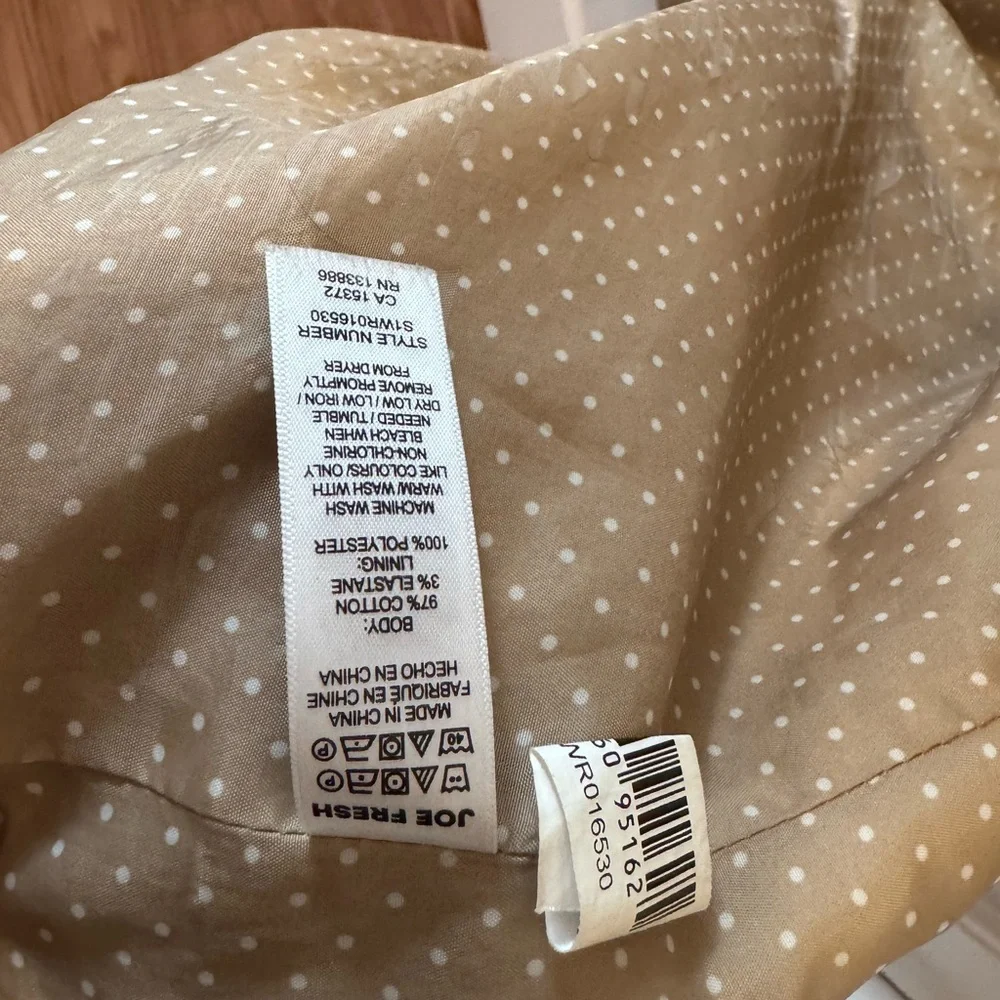 JOE FRESH
40
P
P
MADE IN CHINA
FABRIQUÉ EN CHINE
HECHO EN CHINA
BODY:
97% COTTON
3% ELASTANE
LINING:
100% POLYESTER
MACHINE WASH
WARM/ WASH WITH
LIKE COLOURS/ ONLY
NON-CHLORINE
BLEACH WHEN
NEEDED / TUMBLE
DRY LOW / LOW IRON /
REMOVE PROMPTLY
FROM DRYER
STYLE NUMBER
S1WR016530
CA 15372
RN 133886
95162
WR016530